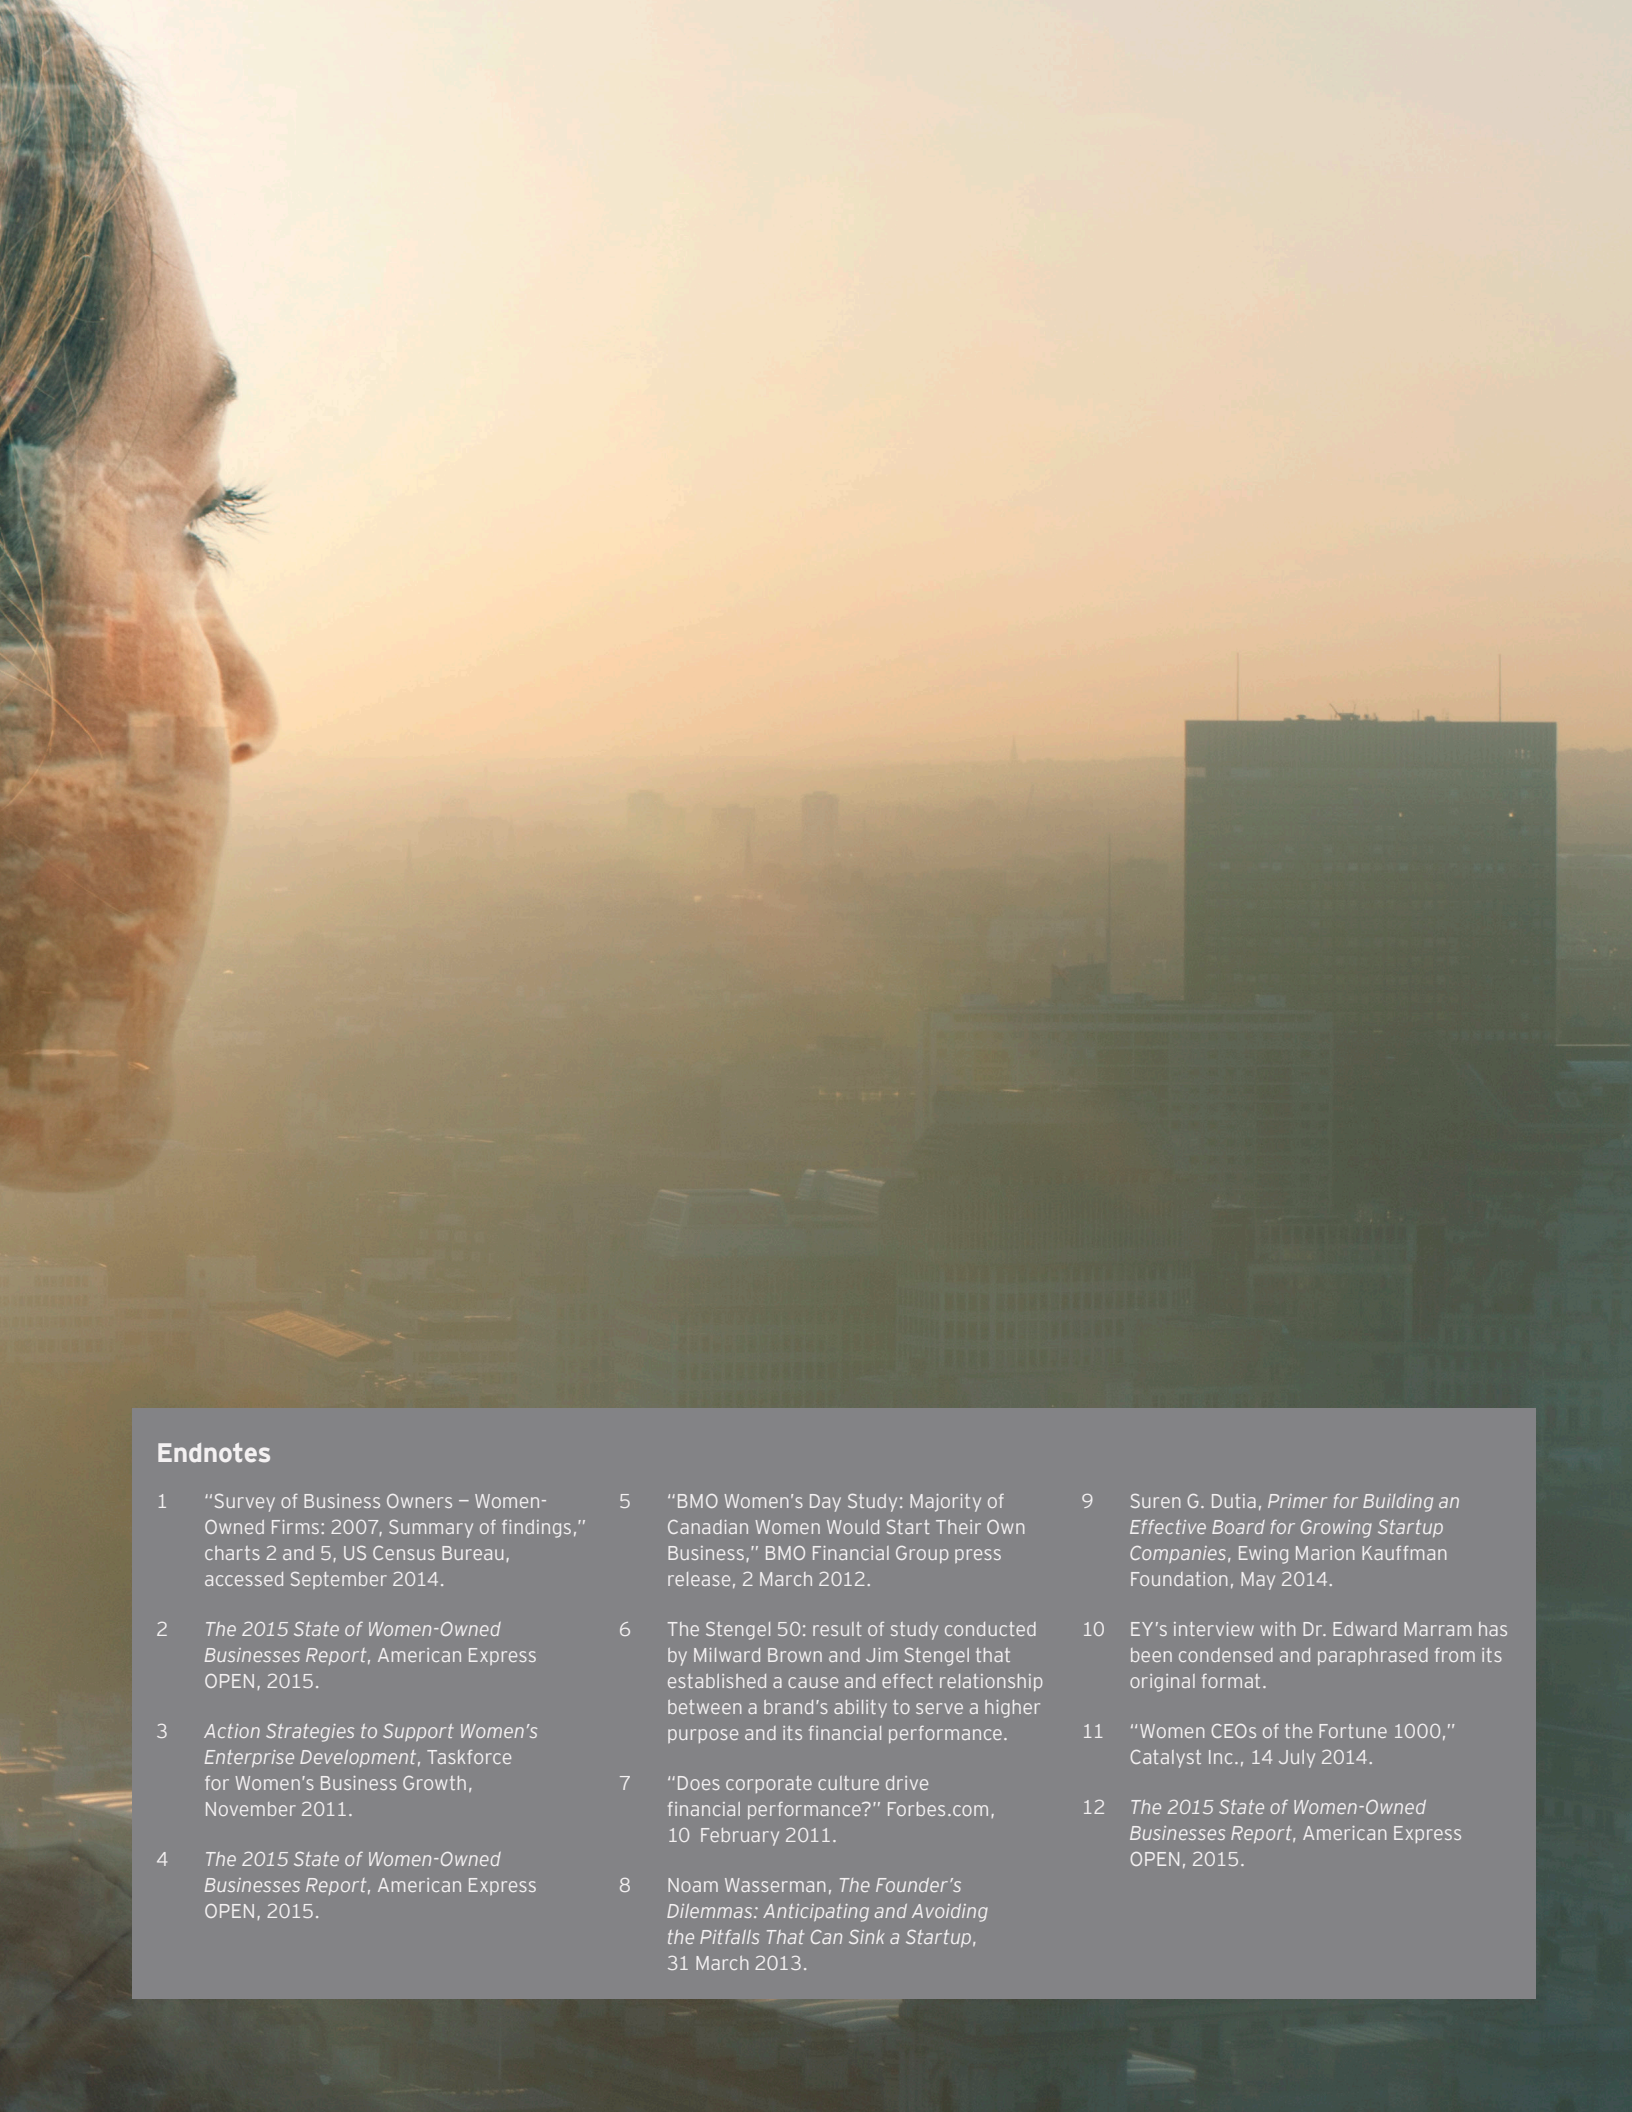 Endnotes
1 “Survey of Business Owners – Women-
Owned Firms: 2007, Summary of findings,”
charts 2 and 5, US Census Bureau,
accessed September 2014.
2 The 2015 State of Women-Owned
Businesses Report, American Express
OPEN, 2015.
3 Action Strategies to Support Women’s
Enterprise Development, Taskforce
for Women’s Business Growth,
November 2011.
4 The 2015 State of Women-Owned
Businesses Report, American Express
OPEN, 2015.
5 “BMO Women’s Day Study: Majority of
Canadian Women Would Start Their Own
Business,” BMO Financial Group press
release, 2 March 2012.
6 The Stengel 50: result of study conducted
by Milward Brown and Jim Stengel that
established a cause and effect relationship
between a brand’s ability to serve a higher
purpose and its financial performance.
7 “Does corporate culture drive
financial performance?” Forbes.com,
10 February 2011.
8 Noam Wasserman, The Founder’s
Dilemmas: Anticipating and Avoiding
the Pitfalls That Can Sink a Startup,
31 March 2013.
9 Suren G. Dutia, Primer for Building an
Effective Board for Growing Startup
Companies, Ewing Marion Kauffman
Foundation, May 2014.
10 EY’s interview with Dr. Edward Marram has
been condensed and paraphrased from its
original format.
11 “Women CEOs of the Fortune 1000,”
Catalyst Inc., 14 July 2014.
12 The 2015 State of Women-Owned
Businesses Report, American Express
OPEN, 2015.